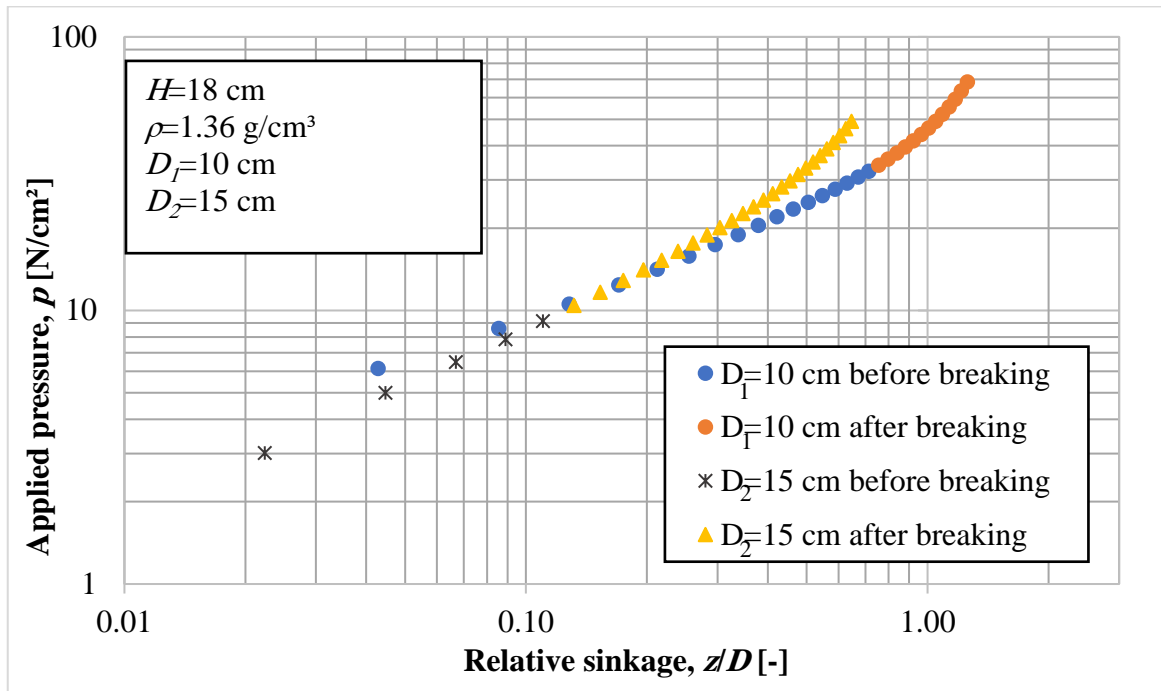 100
10
1
Applied pressure, p [N/cm²]
H=18 cm
ρ=1.36 g/cm³
D1=10 cm
D2=15 cm
D1=10 cm before breaking
D1=10 cm after breaking
D2=15 cm before breaking
D2=15 cm after breaking
0.01 0.10 1.00
Relative sinkage, z/D [-]